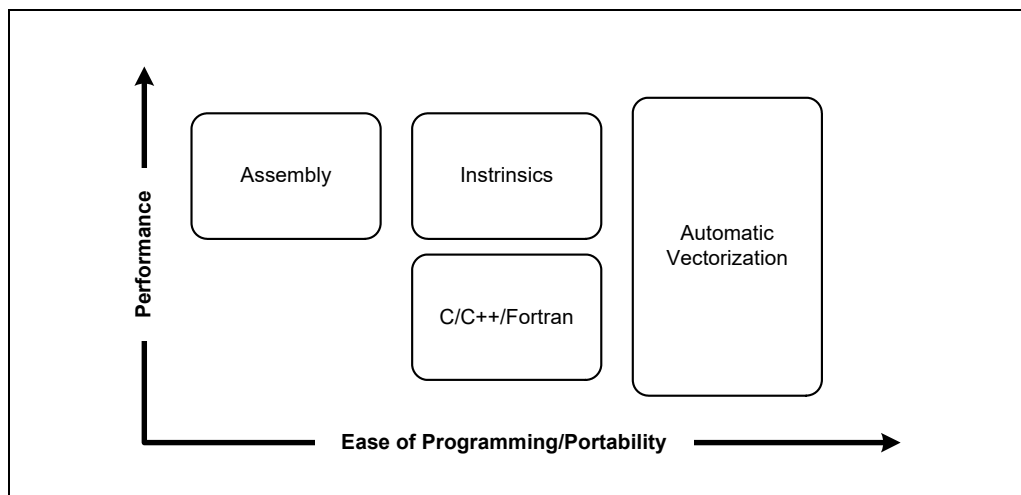 Assembly
Instrinsics
Automatic
Vectorization
C/C++/Fortran
Performance
Ease of Programming/Portability